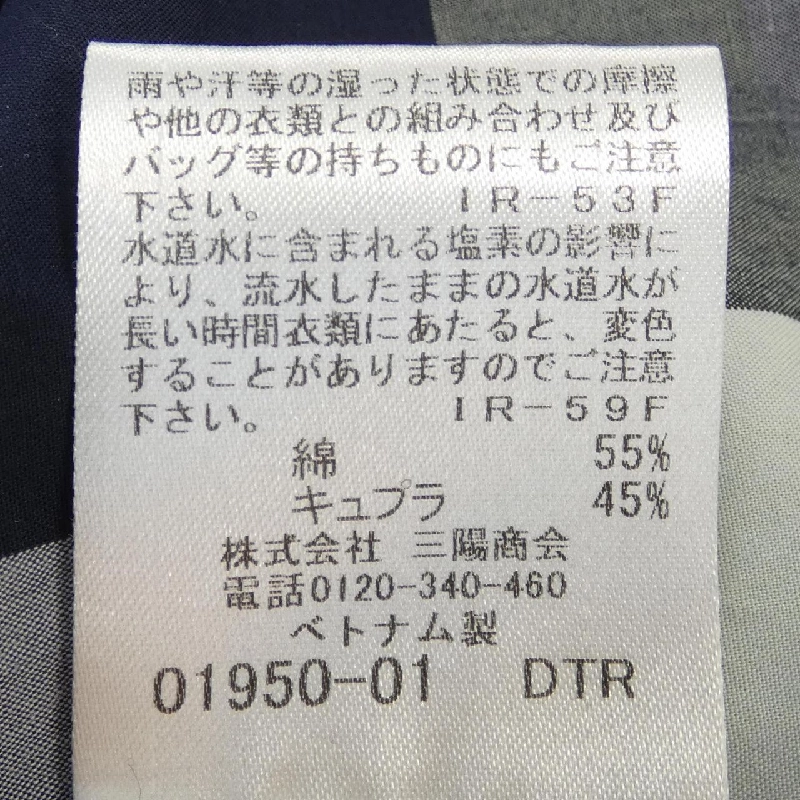 雨や汗等の湿った状態での摩擦
や他の衣類との組み合わせ及び
バッグ等の持ちものにもご注意
下さい。 IR-53F
水道水に含まれる塩素の影響に
より、流水したままの水道水が
長い時間衣類にあたると、変色
することがありますのでご注意
下さい。 IR-59F
綿 55%
キュプラ 45%
株式会社 三陽商会
電話0120-340-460
ベトナム製
01950-01 DTR